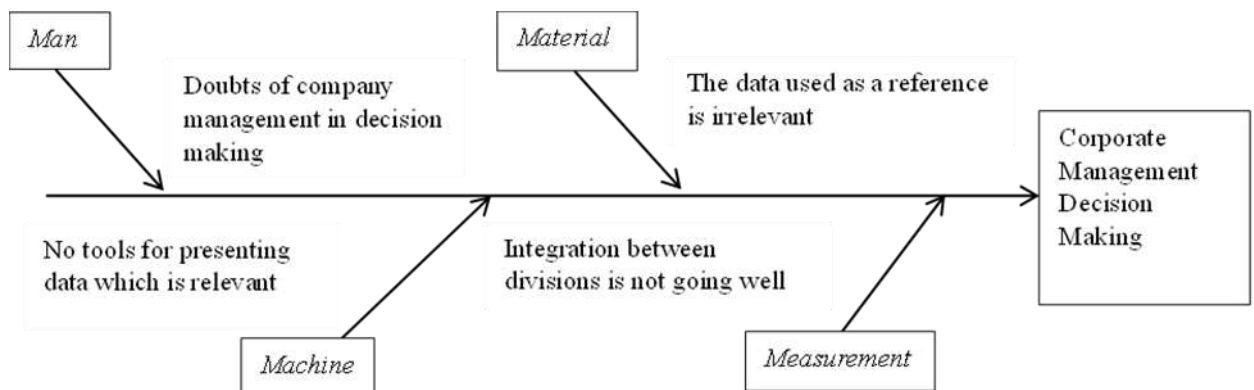 Man
Doubts of company
management in decision
making
Material
The data used as a reference
is irrelevant
Corporate
Management
Decision
Making
No tools for presenting
data which is relevant
Machine
Integration between
divisions is not going well
Measurement